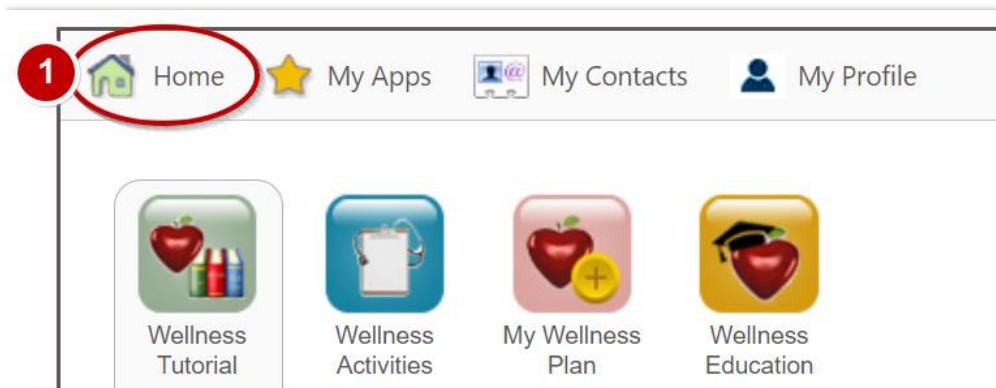 1 Home My Apps My Contacts My Profile
Wellness Wellness My Wellness Wellness
Tutorial Activities Plan Education